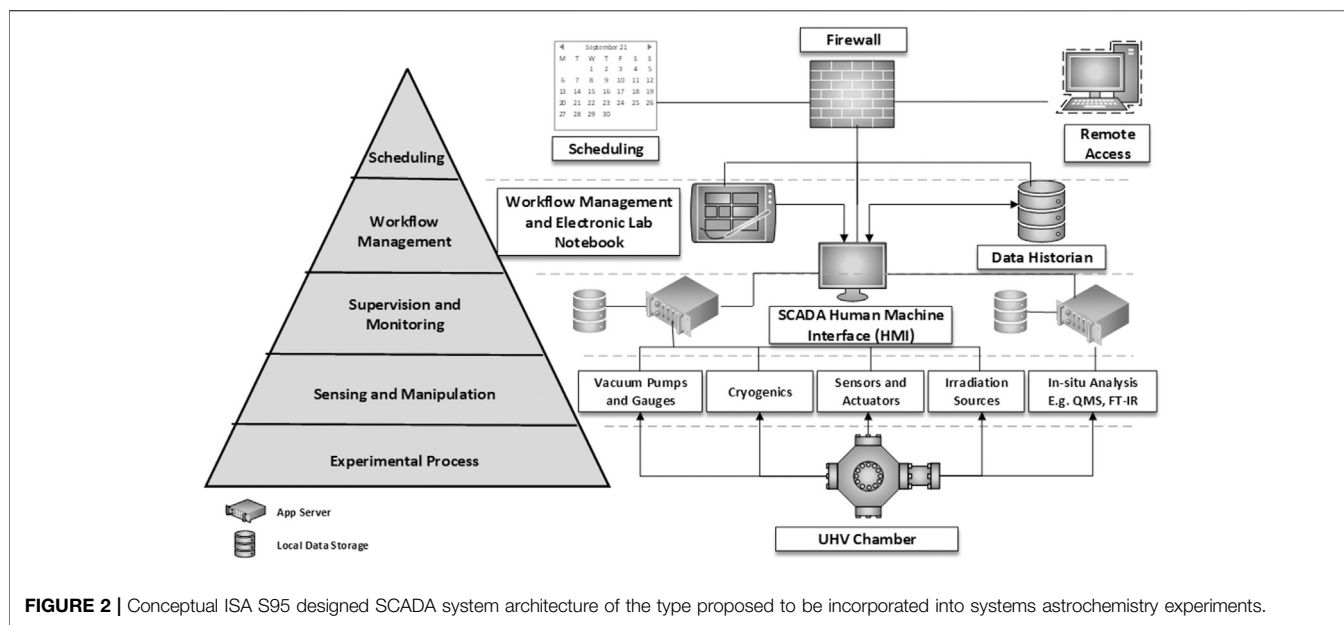 Scheduling
Workflow
Management
Supervision and
Monitoring
Sensing and Manipulation
Experimental Process
App Server
Local Data Storage
September 21
M T W T F S S
1 2 3 4 5
6 7 8 9 10 11 12
13 14 15 16 17 18 19
20 21 22 23 24 25 26
27 28 29 30
Scheduling
Firewall
Remote
Access
Workflow Management
and Electronic Lab
Notebook
Data Historian
SCADA Human Machine
Interface (HMI)
Vacuum Pumps
and Gauges
Cryogenics
Sensors and
Actuators
Irradiation
Sources
In-situ Analysis
E.g. QMS, FT-IR
UHV Chamber
FIGURE 2 | Conceptual ISA S95 designed SCADA system architecture of the type proposed to be incorporated into systems astrochemistry experiments.